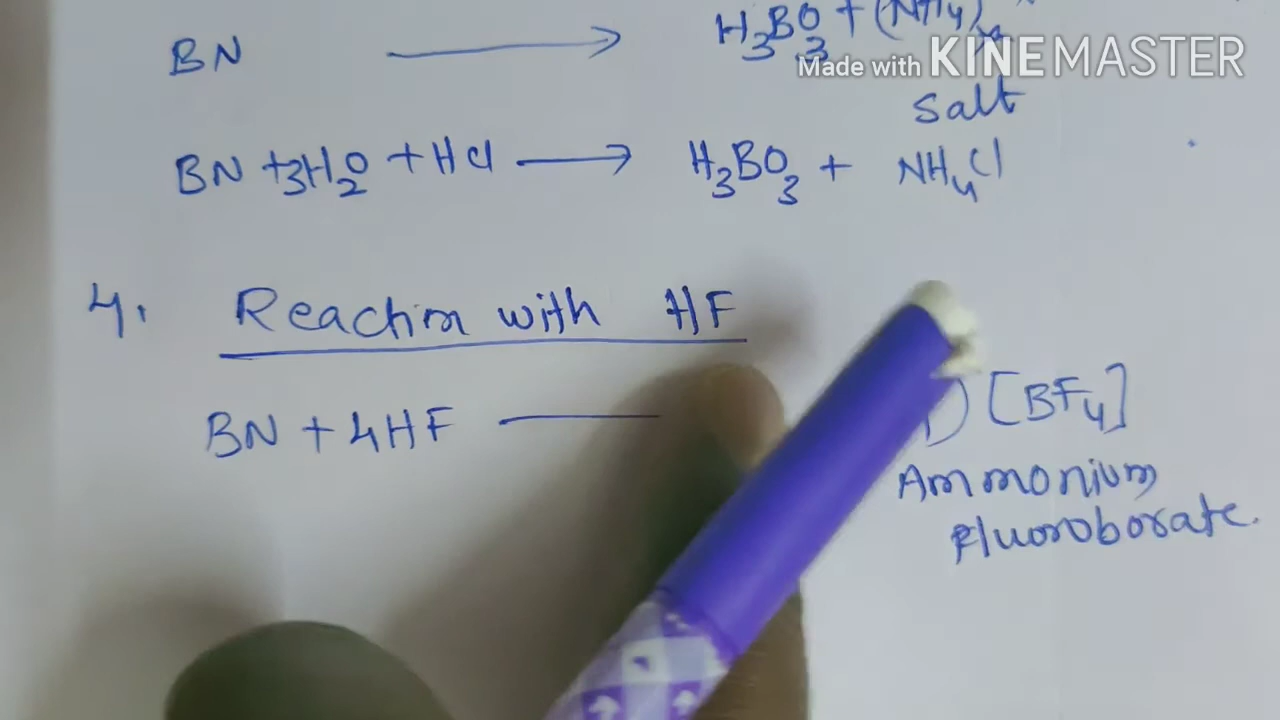 BN ⟶ H₃BO₃ + (NH₄)ₓ
Made with KINEMASTER
Salt
BN + 3H₂O + HCl ⟶ H₃BO₃ + NH₄Cl
4. Reaction with HF
BN + 4HF ) [BF₄]
Ammonium
Fluoroborate.